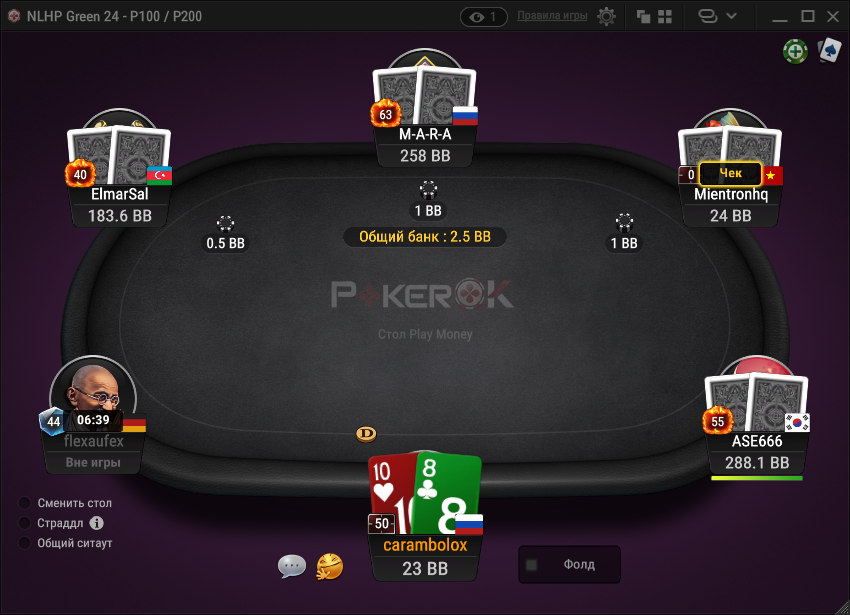 NLHP Green 24 - P100 / P200
1
Правила игры
63
M-A-R-A
258 BB
40
ElmarSal
183.6 BB
0
Чек
Mientronhq
24 BB
1 BB
0.5 BB
Общий банк : 2.5 BB
1 BB
POKEROK
Стол Play Money
44
06:39
flexaufex
Вне игры
55
ASE666
288.1 BB
D
10
8
10
8
50
carambolox
23 BB
Сменить стол
Страддл i
Общий ситаут
Фолд